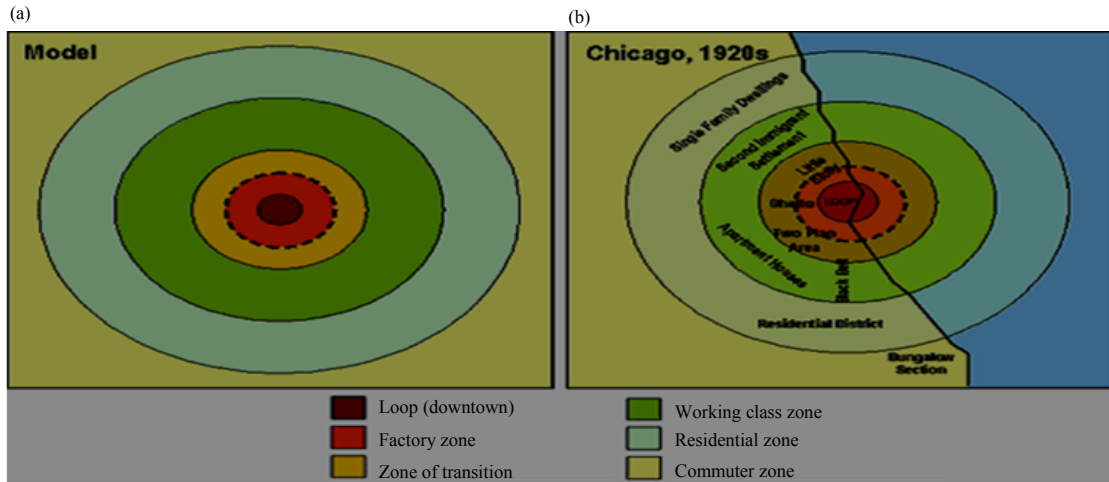 (a)
(b)
Model
Chicago, 1920s
Single Family Dwellings
Second Immigrant
Settlement
Little
Sicily
Ghetto
LOOP
Two Plan
Area
Apartment Houses
Black Belt
Residential District
Bungalow
Section
Loop (downtown)
Factory zone
Zone of transition
Working class zone
Residential zone
Commuter zone